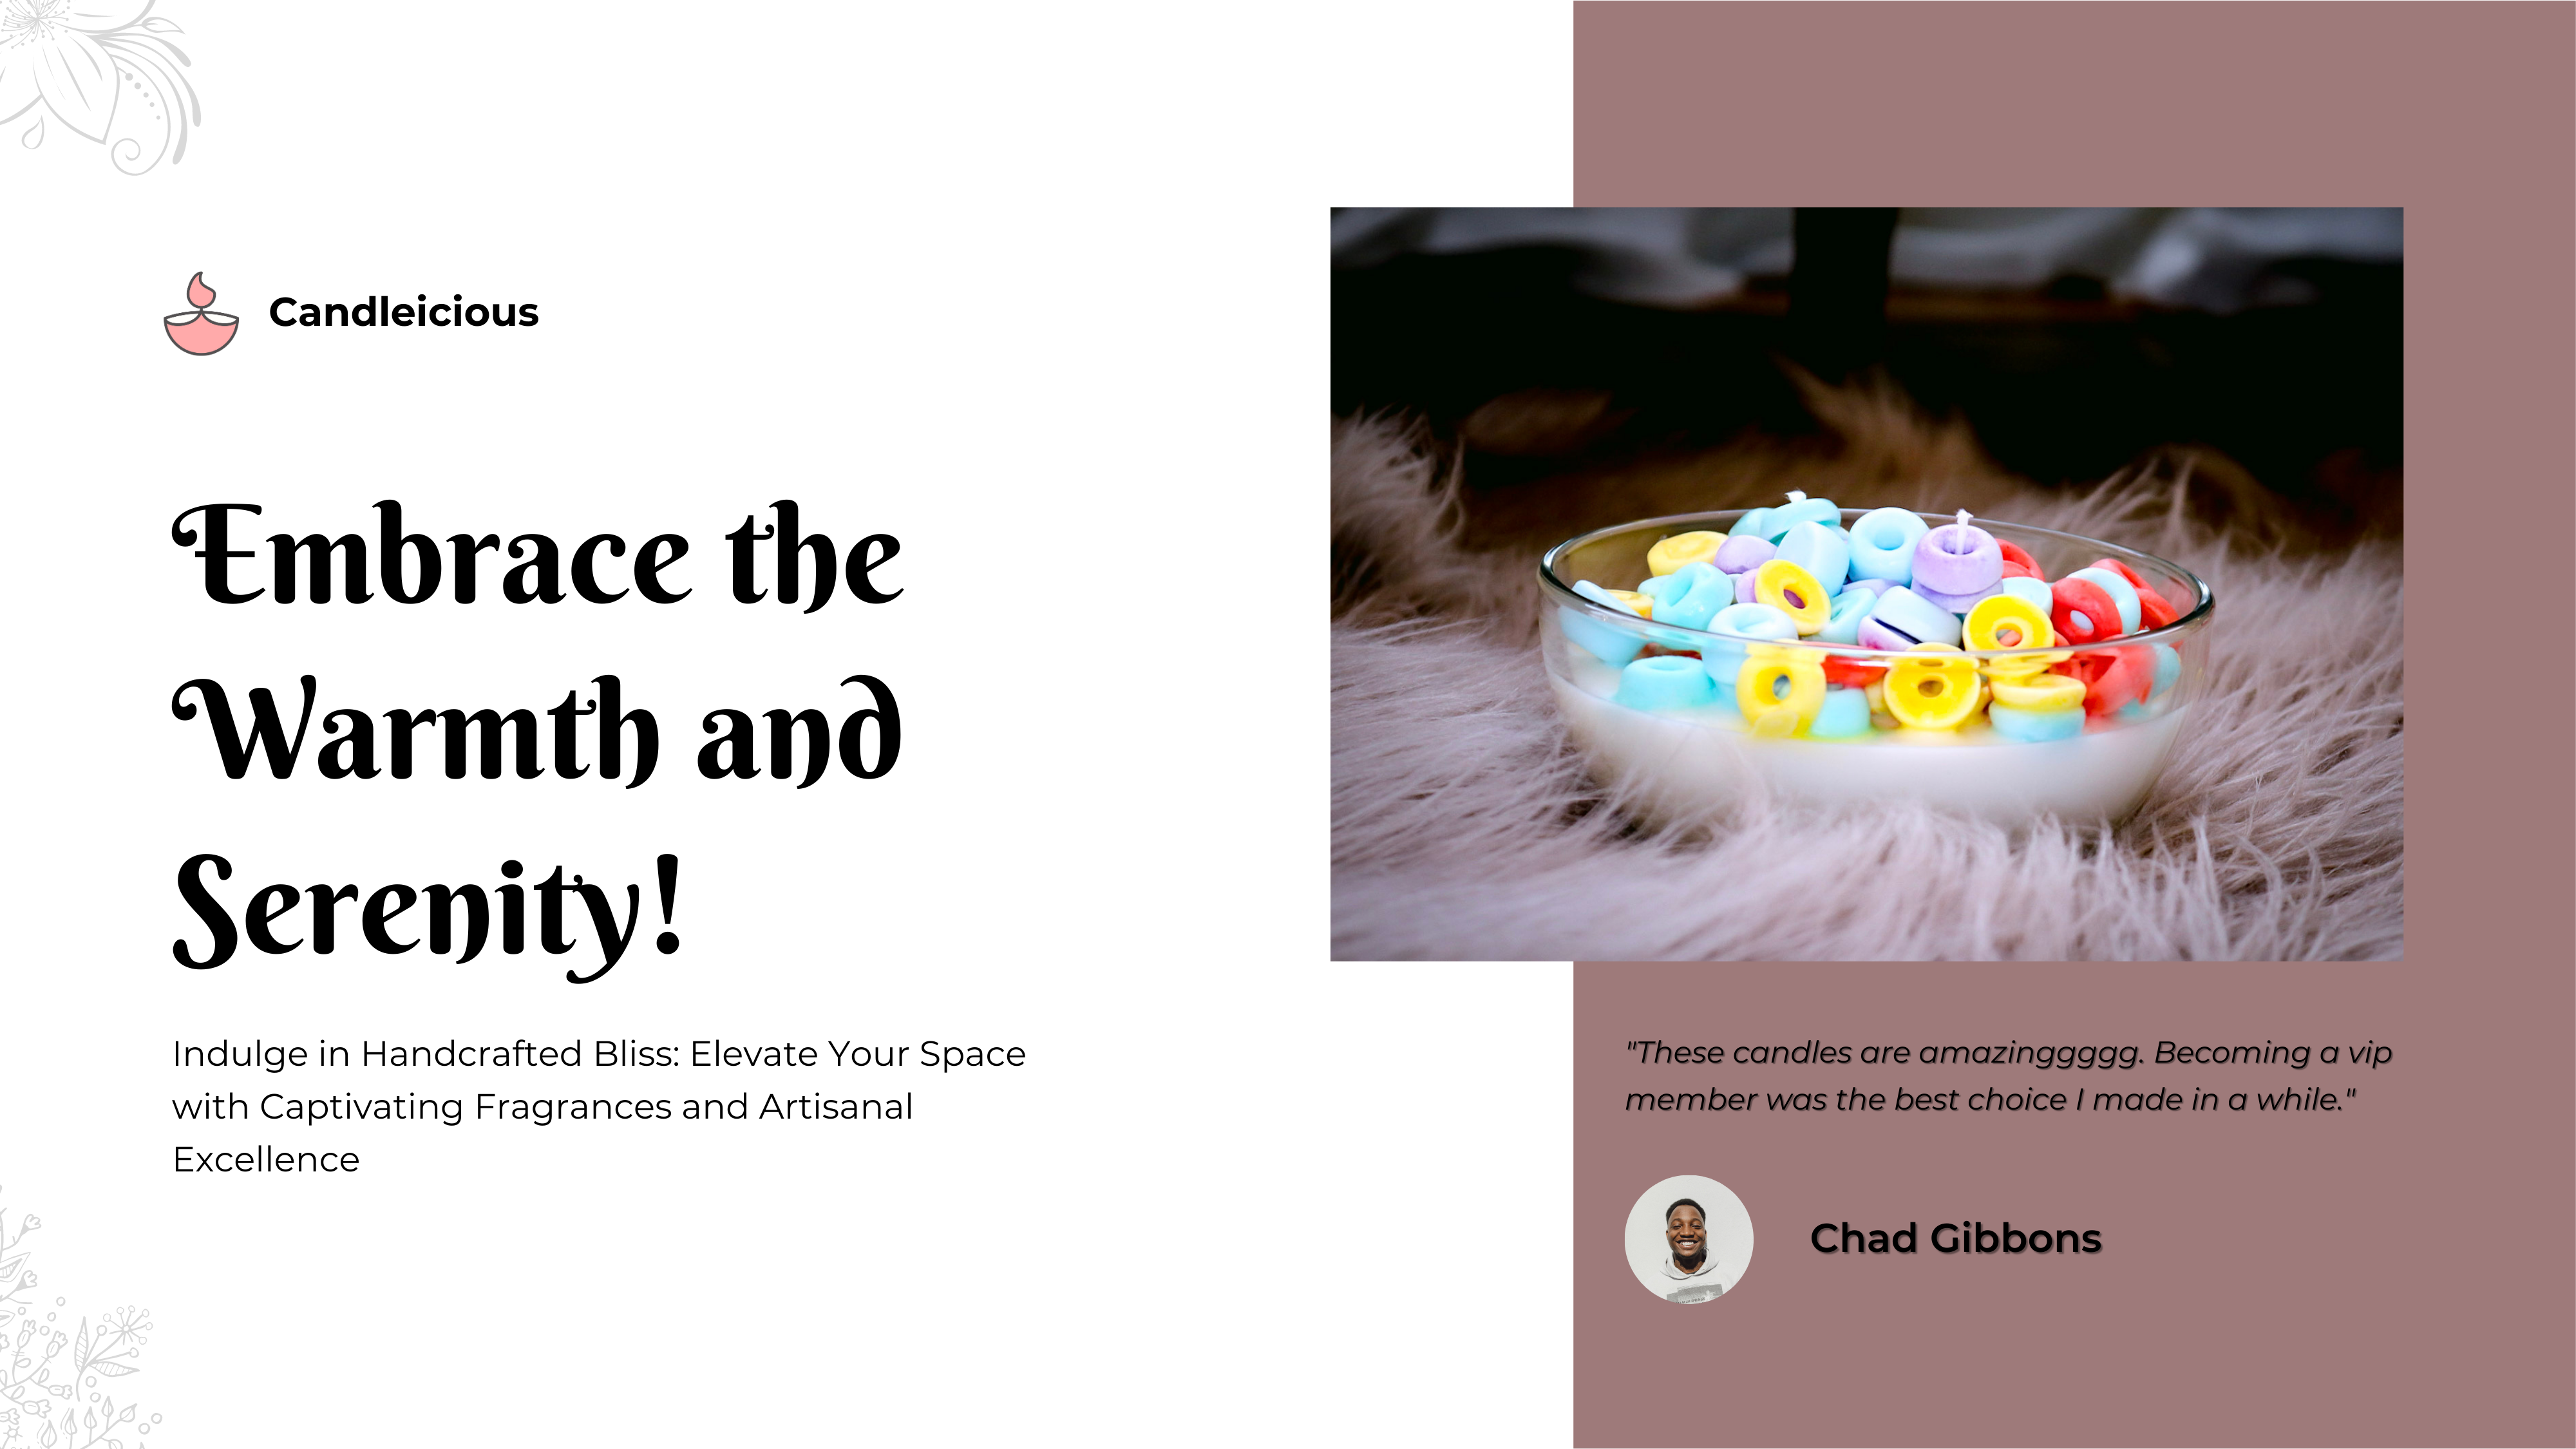 Candleicious
Embrace the
Warmth and
Serenity!
Indulge in Handcrafted Bliss: Elevate Your Space
with Captivating Fragrances and Artisanal
Excellence
"These candles are amazinggggg. Becoming a vip
member was the best choice I made in a while."
Chad Gibbons